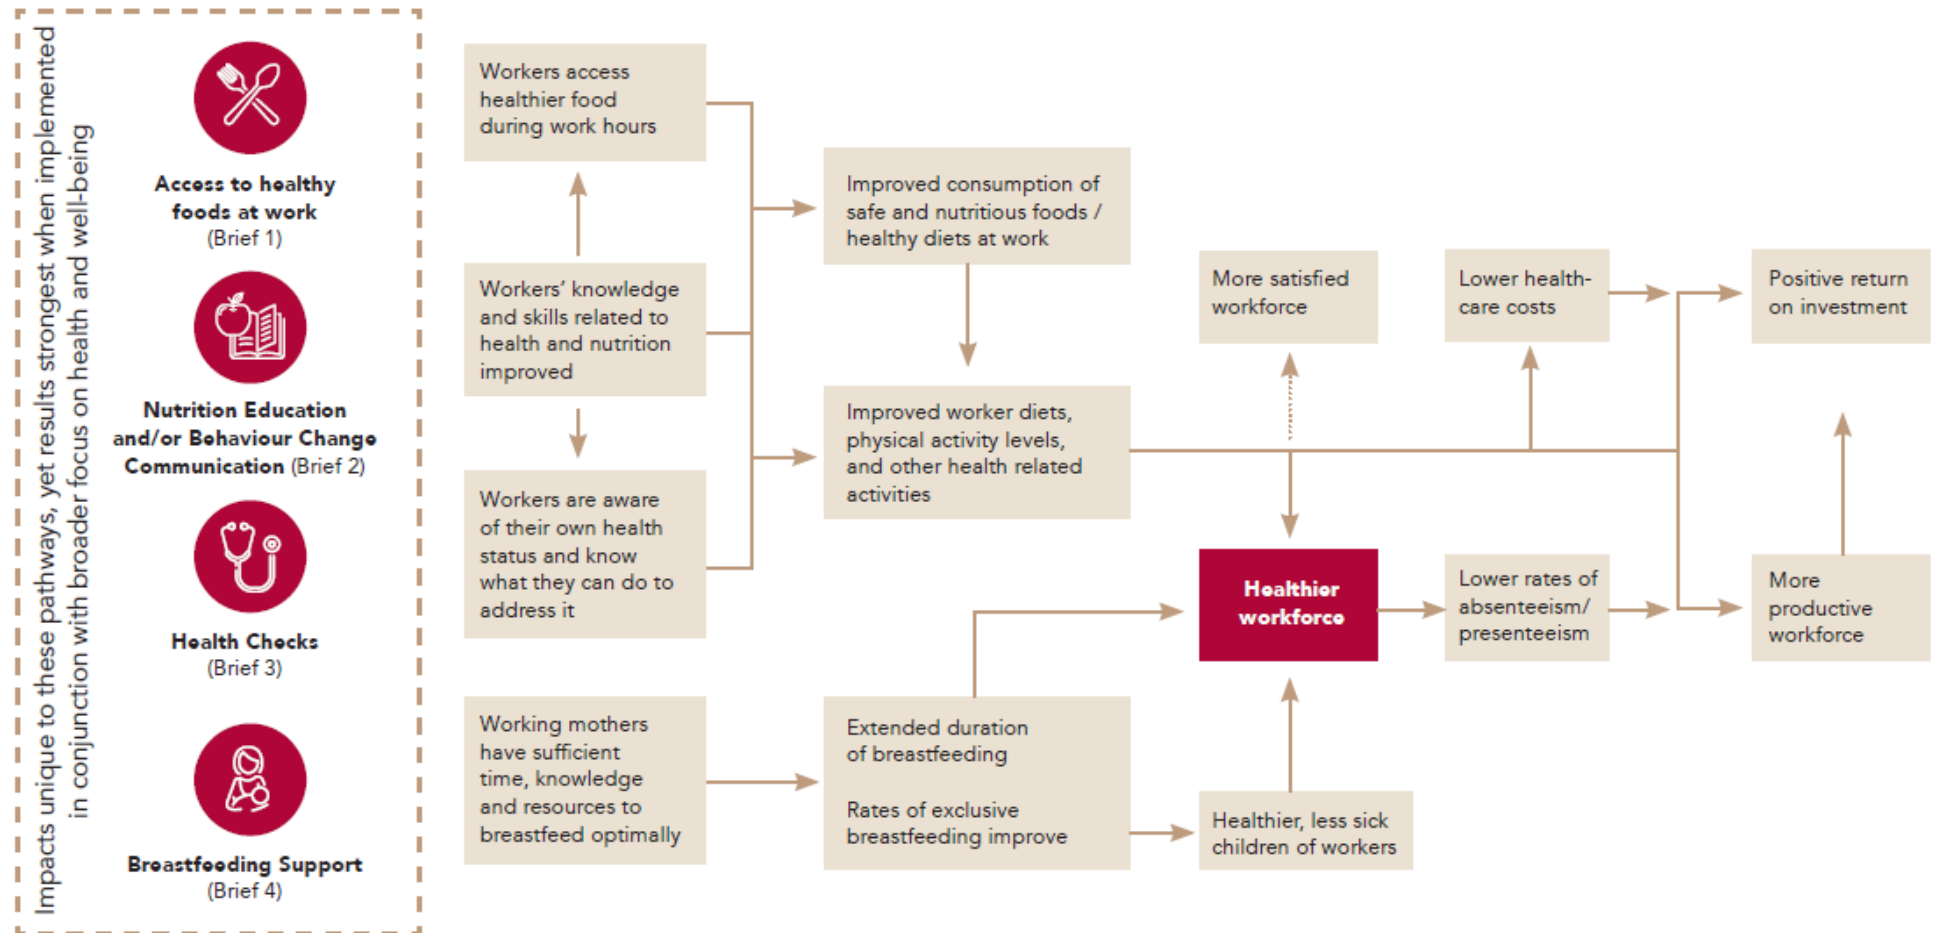 Impacts unique to these pathways, yet results strongest when implemented
in conjunction with broader focus on health and well-being
Access to healthy
foods at work
(Brief 1)
Nutrition Education
and/or Behaviour Change
Communication (Brief 2)
Health Checks
(Brief 3)
Breastfeeding Support
(Brief 4)
Workers access
healthier food
during work hours
Workers’ knowledge
and skills related to
health and nutrition
improved
Workers are aware
of their own health
status and know
what they can do to
address it
Working mothers
have sufficient
time, knowledge
and resources to
breastfeed optimally
Improved consumption of
safe and nutritious foods /
healthy diets at work
Improved worker diets,
physical activity levels,
and other health related
activities
Extended duration
of breastfeeding
Rates of exclusive
breastfeeding improve
More satisfied
workforce
Healthier
workforce
Healthier, less sick
children of workers
Lower health-
care costs
Lower rates of
absenteeism/
presenteeism
Positive return
on investment
More
productive
workforce